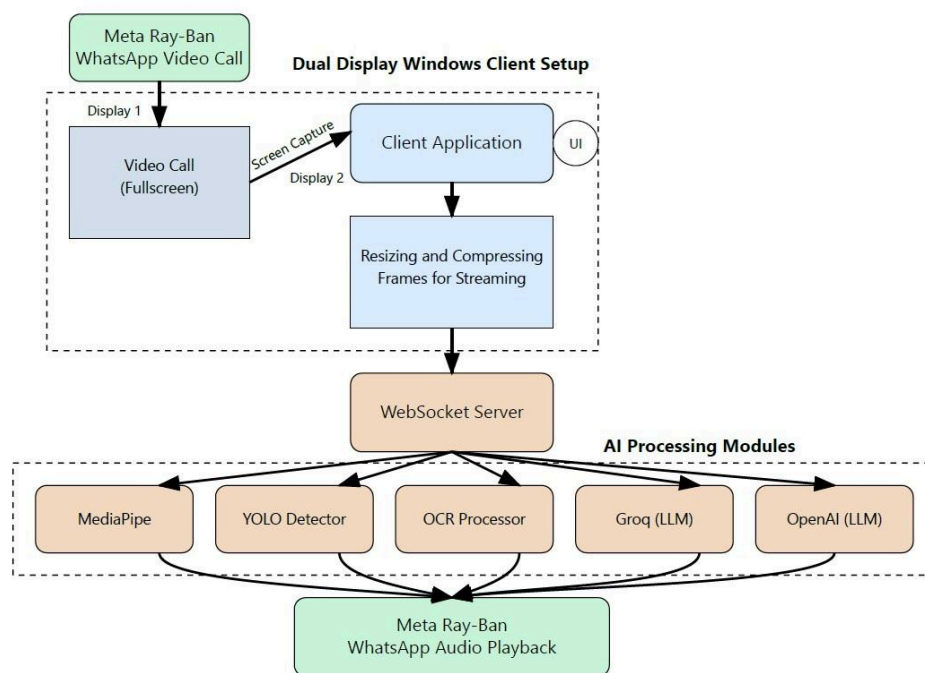 Meta Ray-Ban
WhatsApp Video Call
Dual Display Windows Client Setup
Display 1
Video Call
(Fullscreen)
Screen Capture
Display 2
Client Application
UI
Resizing and Compressing
Frames for Streaming
WebSocket Server
AI Processing Modules
MediaPipe
YOLO Detector
OCR Processor
Groq (LLM)
OpenAI (LLM)
Meta Ray-Ban
WhatsApp Audio Playback